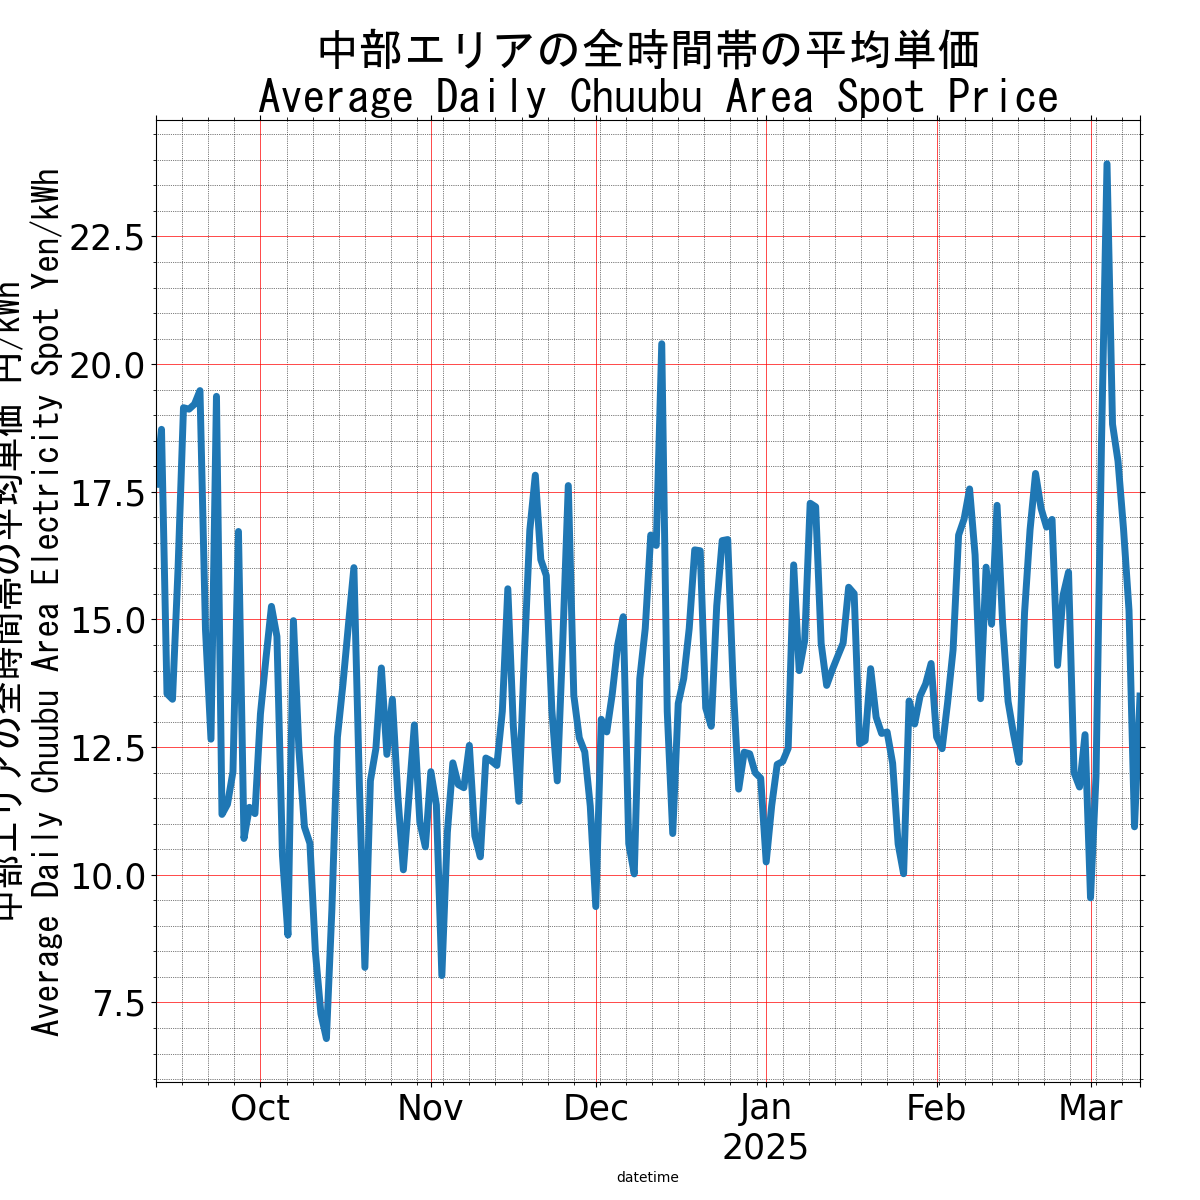 中部エリアの全時間帯の平均単価
Average Daily Chuubu Area Spot Price
中部エリアの全時間帯の平均単価 円/kWh
Average Daily Chuubu Area Electricity Spot Yen/kWh
22.5
20.0
17.5
15.0
12.5
10.0
7.5
Oct
Nov
Dec
Jan
2025
Feb
Mar
datetime